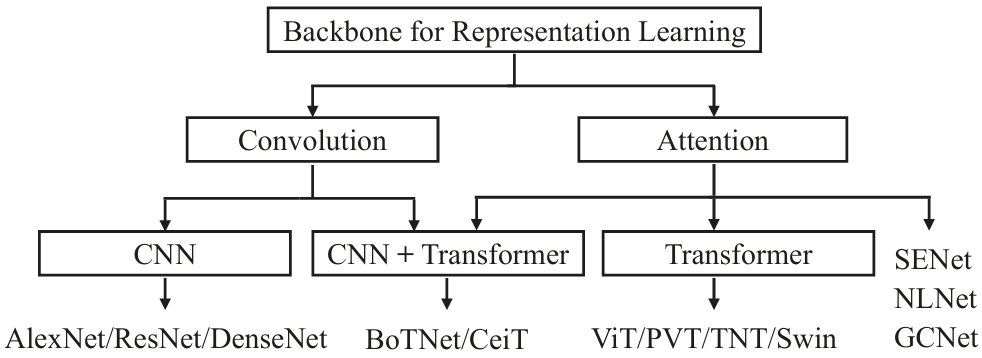 Backbone for Representation Learning
Convolution
Attention
CNN
CNN + Transformer
Transformer
SENet
NLNet
GCNet
AlexNet/ResNet/DenseNet
BoTNet/CeiT
ViT/PVT/TNT/Swin